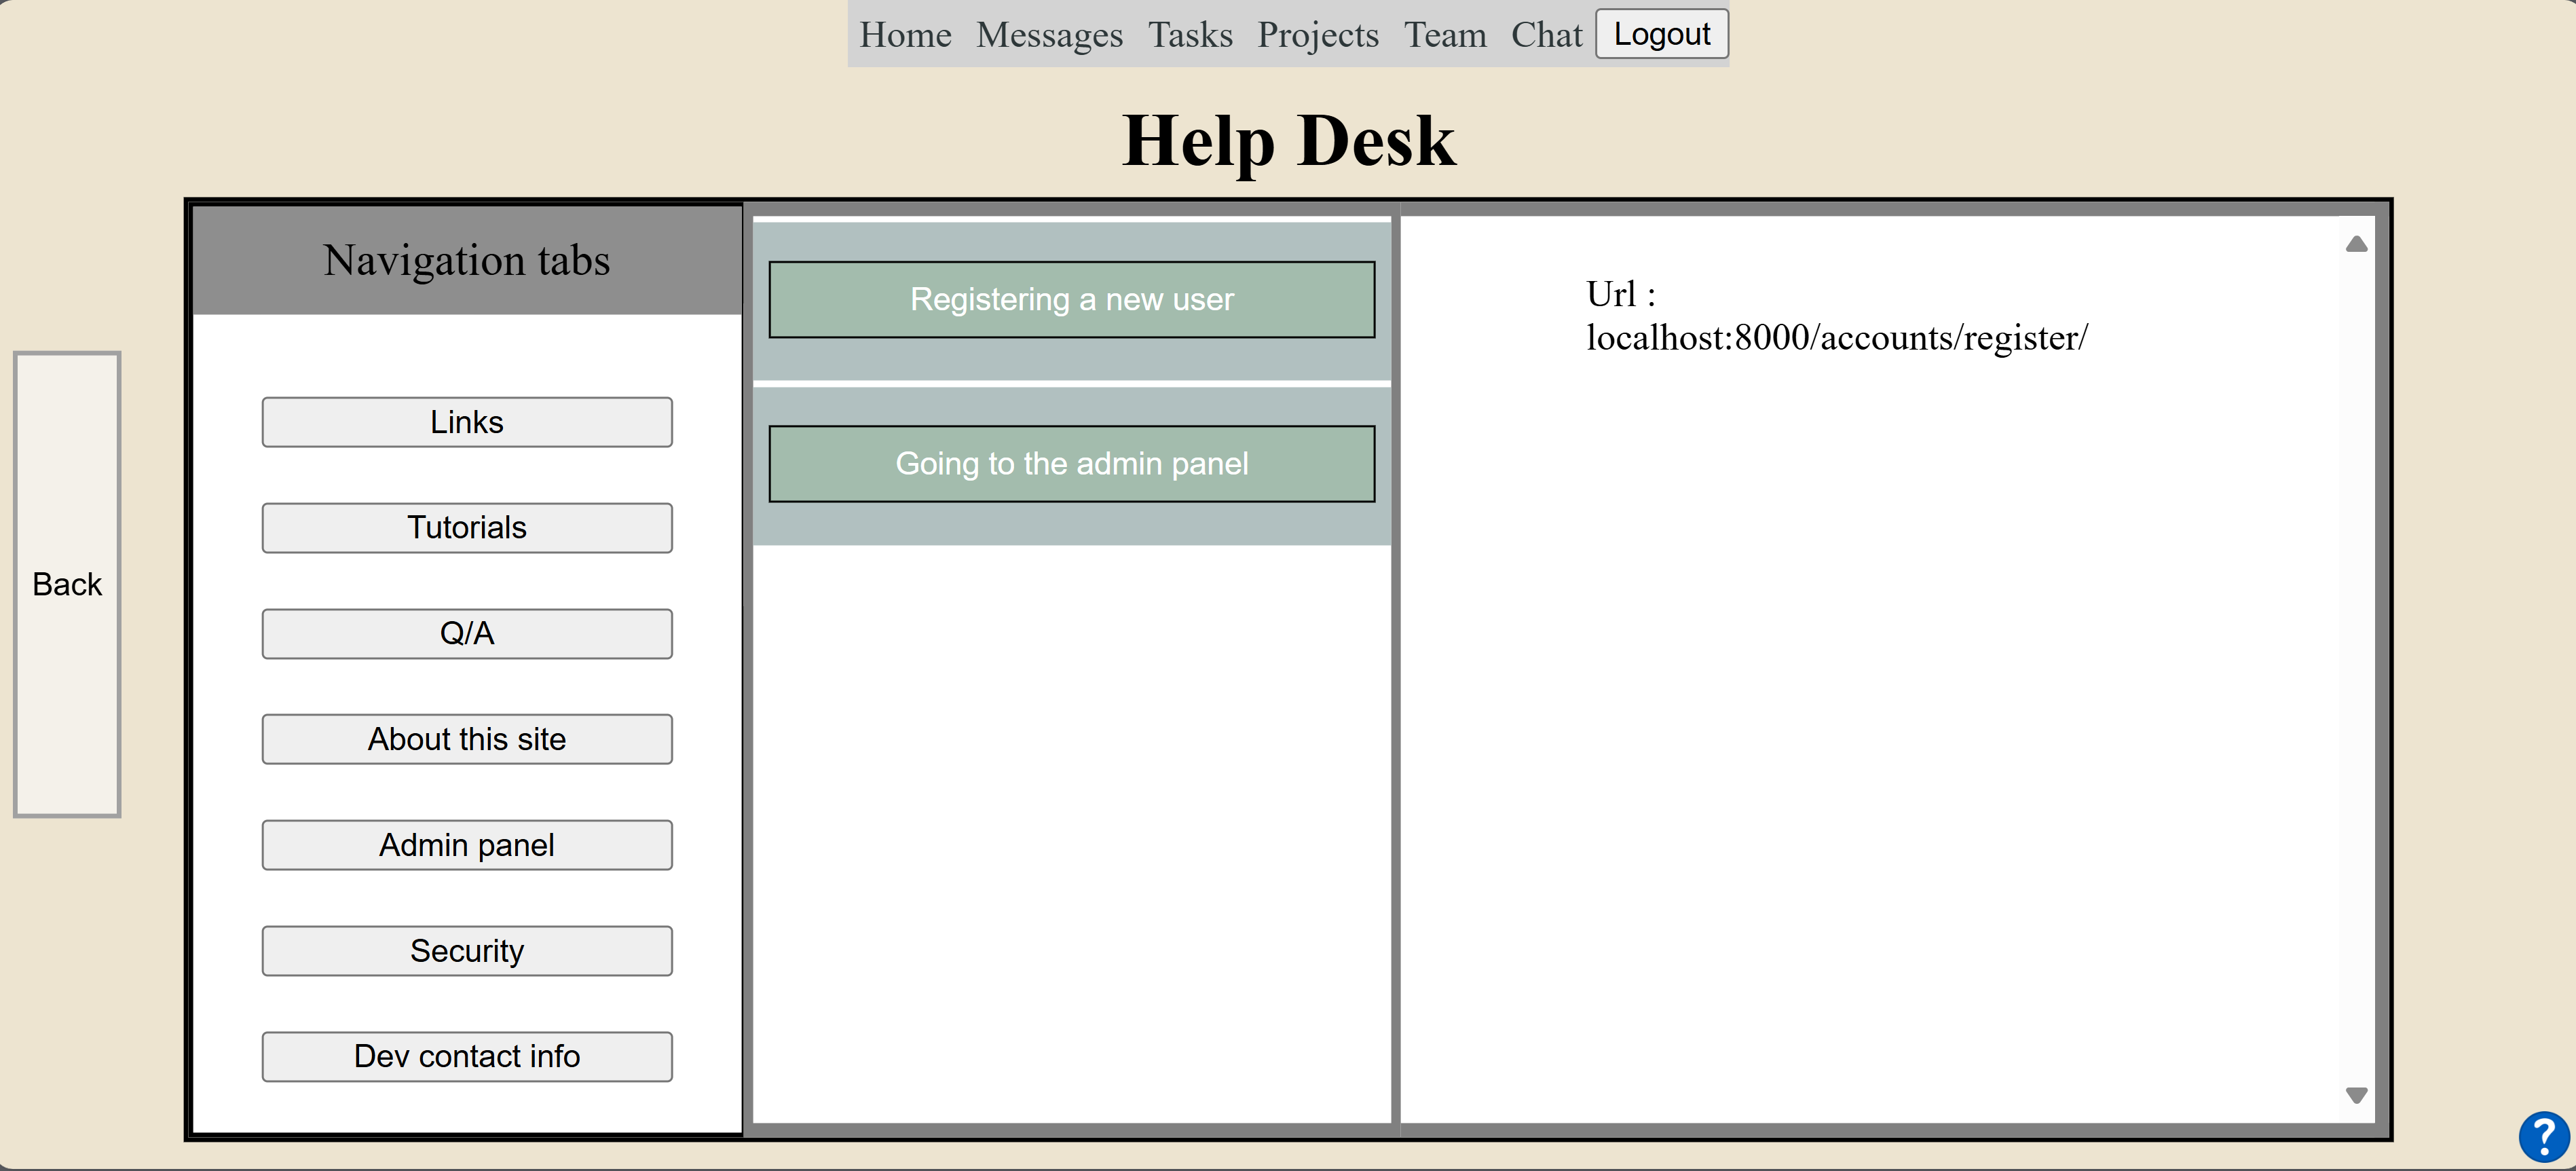 Home Messages Tasks Projects Team Chat Logout
Help Desk
Navigation tabs
Links
Tutorials
Q/A
About this site
Admin panel
Security
Dev contact info
Back
Registering a new user
Going to the admin panel
Url :
localhost:8000/accounts/register/
?